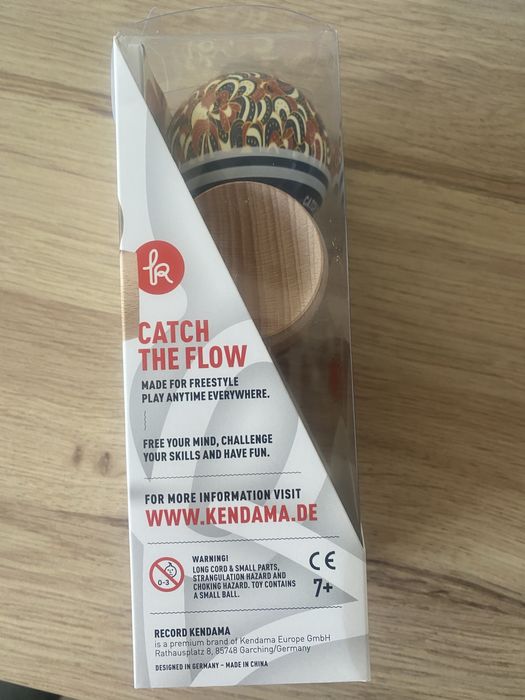 CATCH
THE FLOW
MADE FOR FREESTYLE
PLAY ANYTIME EVERYWHERE.
FREE YOUR MIND, CHALLENGE
YOUR SKILLS AND HAVE FUN.
FOR MORE INFORMATION VISIT
WWW.KENDAMA.DE
0-3
WARNING!
LONG CORD & SMALL PARTS,
STRANGULATION HAZARD AND
CHOKING HAZARD. TOY CONTAINS
A SMALL BALL.
CE
7+
RECORD KENDAMA
is a premium brand of Kendama Europe GmbH
Rathausplatz 8, 85748 Garching/Germany
DESIGNED IN GERMANY – MADE IN CHINA